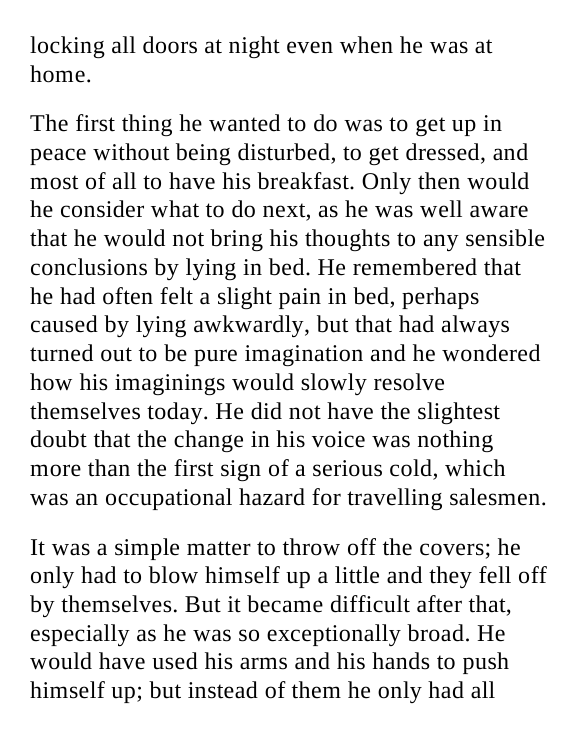 locking all doors at night even when he was at
home.
The first thing he wanted to do was to get up in
peace without being disturbed, to get dressed, and
most of all to have his breakfast. Only then would
he consider what to do next, as he was well aware
that he would not bring his thoughts to any sensible
conclusions by lying in bed. He remembered that
he had often felt a slight pain in bed, perhaps
caused by lying awkwardly, but that had always
turned out to be pure imagination and he wondered
how his imaginings would slowly resolve
themselves today. He did not have the slightest
doubt that the change in his voice was nothing
more than the first sign of a serious cold, which
was an occupational hazard for travelling salesmen.
It was a simple matter to throw off the covers; he
only had to blow himself up a little and they fell off
by themselves. But it became difficult after that,
especially as he was so exceptionally broad. He
would have used his arms and his hands to push
himself up; but instead of them he only had all